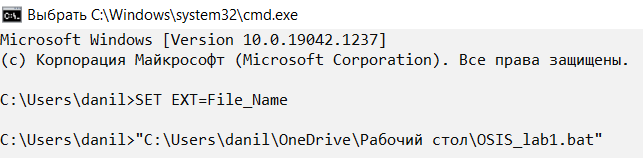 Выбрать C:\Windows\system32\cmd.exe
Microsoft Windows [Version 10.0.19042.1237]
(c) Корпорация Майкрософт (Microsoft Corporation). Все права защищены.
C:\Users\danil>SET EXT=File_Name
C:\Users\danil>"C:\Users\danil\OneDrive\Рабочий стол\OSIS_lab1.bat"